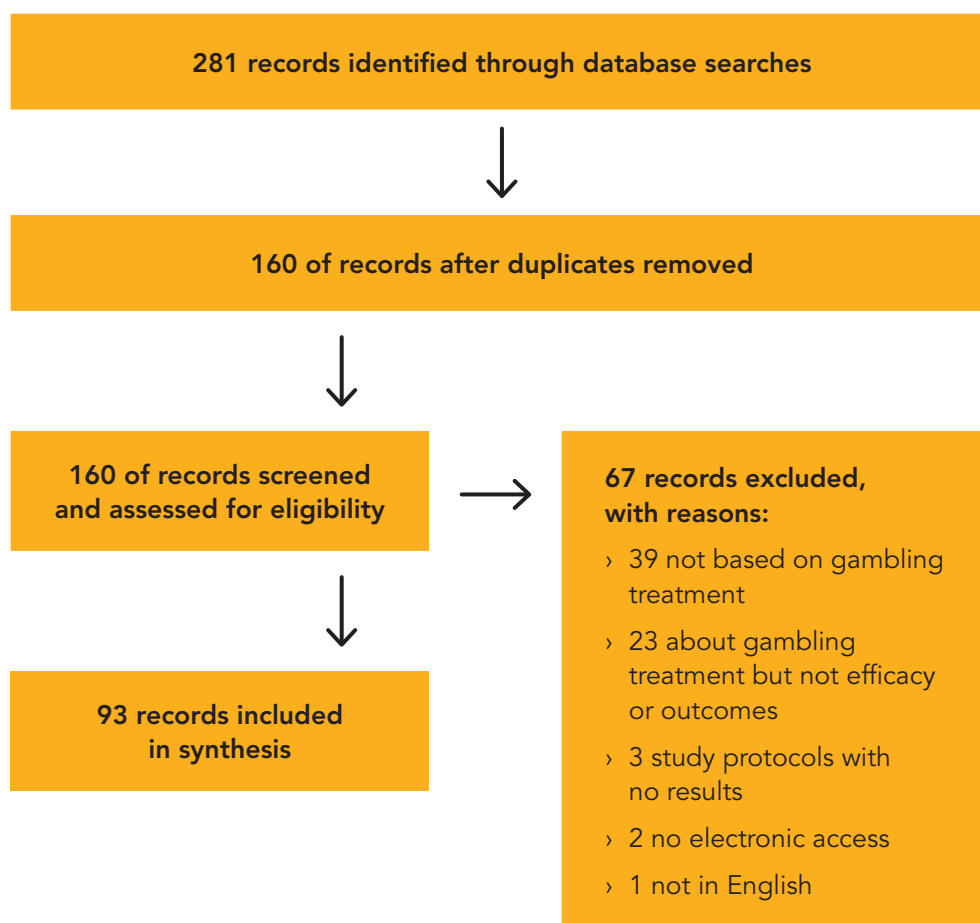 281 records identified through database searches
160 of records after duplicates removed
160 of records screened
and assessed for eligibility
67 records excluded,
with reasons:
› 39 not based on gambling
treatment
› 23 about gambling
treatment but not efficacy
or outcomes
› 3 study protocols with
no results
› 2 no electronic access
› 1 not in English
93 records included
in synthesis